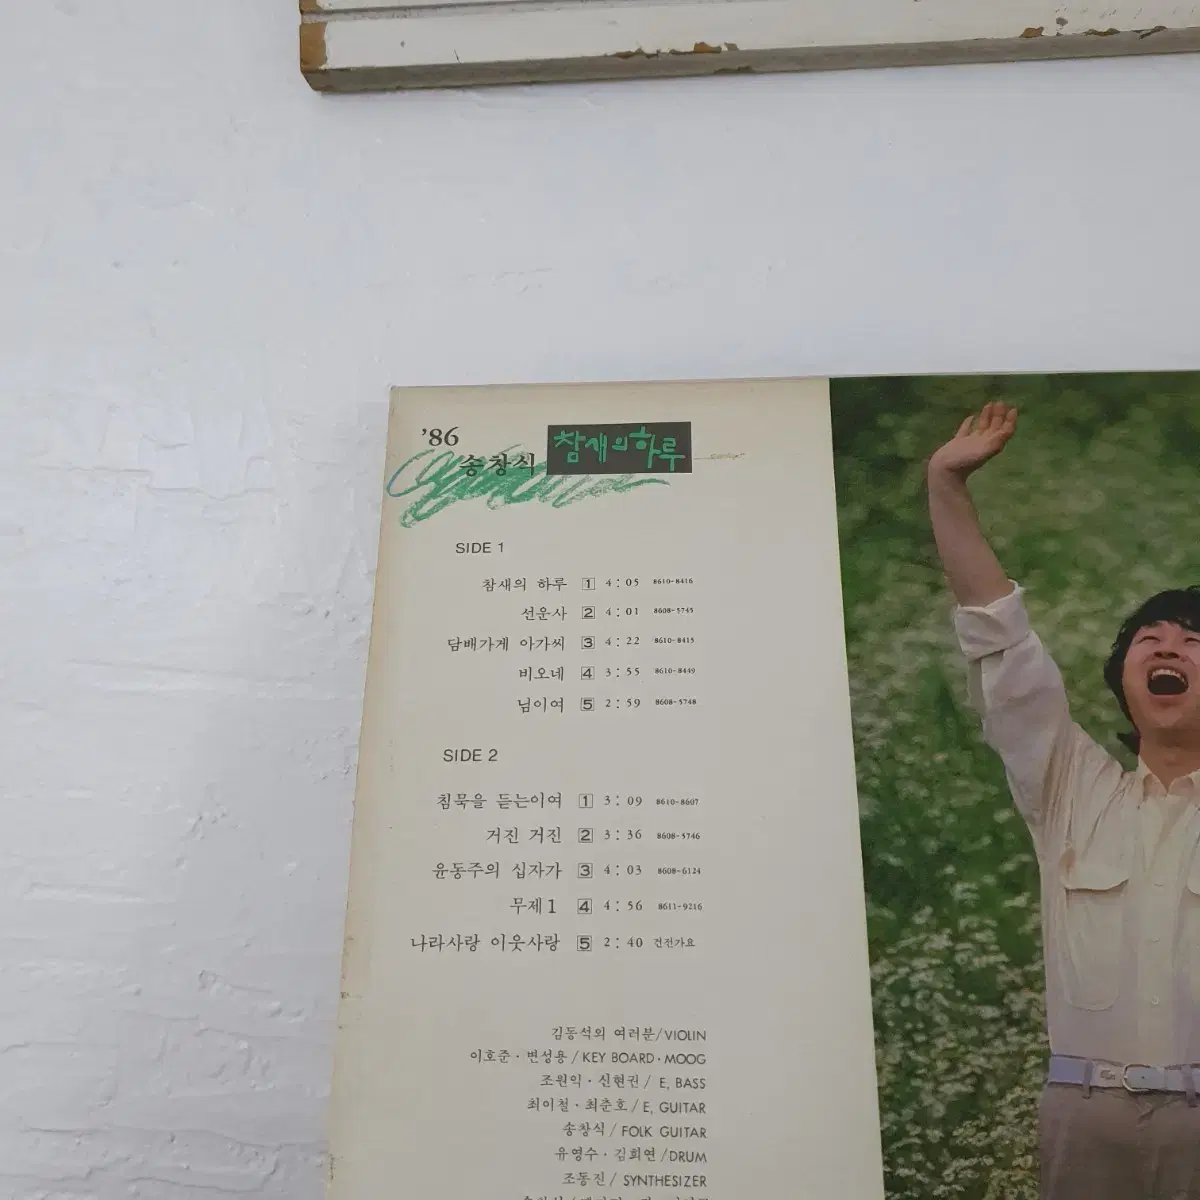 '86
송창식 참새의 하루
SIDE 1
참새의 하루 1 4:05 8610-8416
선운사 2 4:01 8608-5745
담배가게 아가씨 3 4:22 8610-8415
비오네 4 3:55 8610-8449
님이여 5 2:59 8608-5748
SIDE 2
침묵을 듣는이여 1 3:09 8610-8607
거진 거진 2 3:36 8608-5746
윤동주의 십자가 3 4:03 8608-6124
무제1 4 4:56 8611-9216
나라사랑 이웃사랑 5 2:40 건전가요
김동석외 여러분/VIOLIN
이호준·변성용/KEY BOARD·MOOG
조원익·신현권/ E, BASS
최이철·최춘호/E, GUITAR
송창식/ FOLK GUITAR
유영수·김희연/DRUM
조동진/ SYNTHESIZER